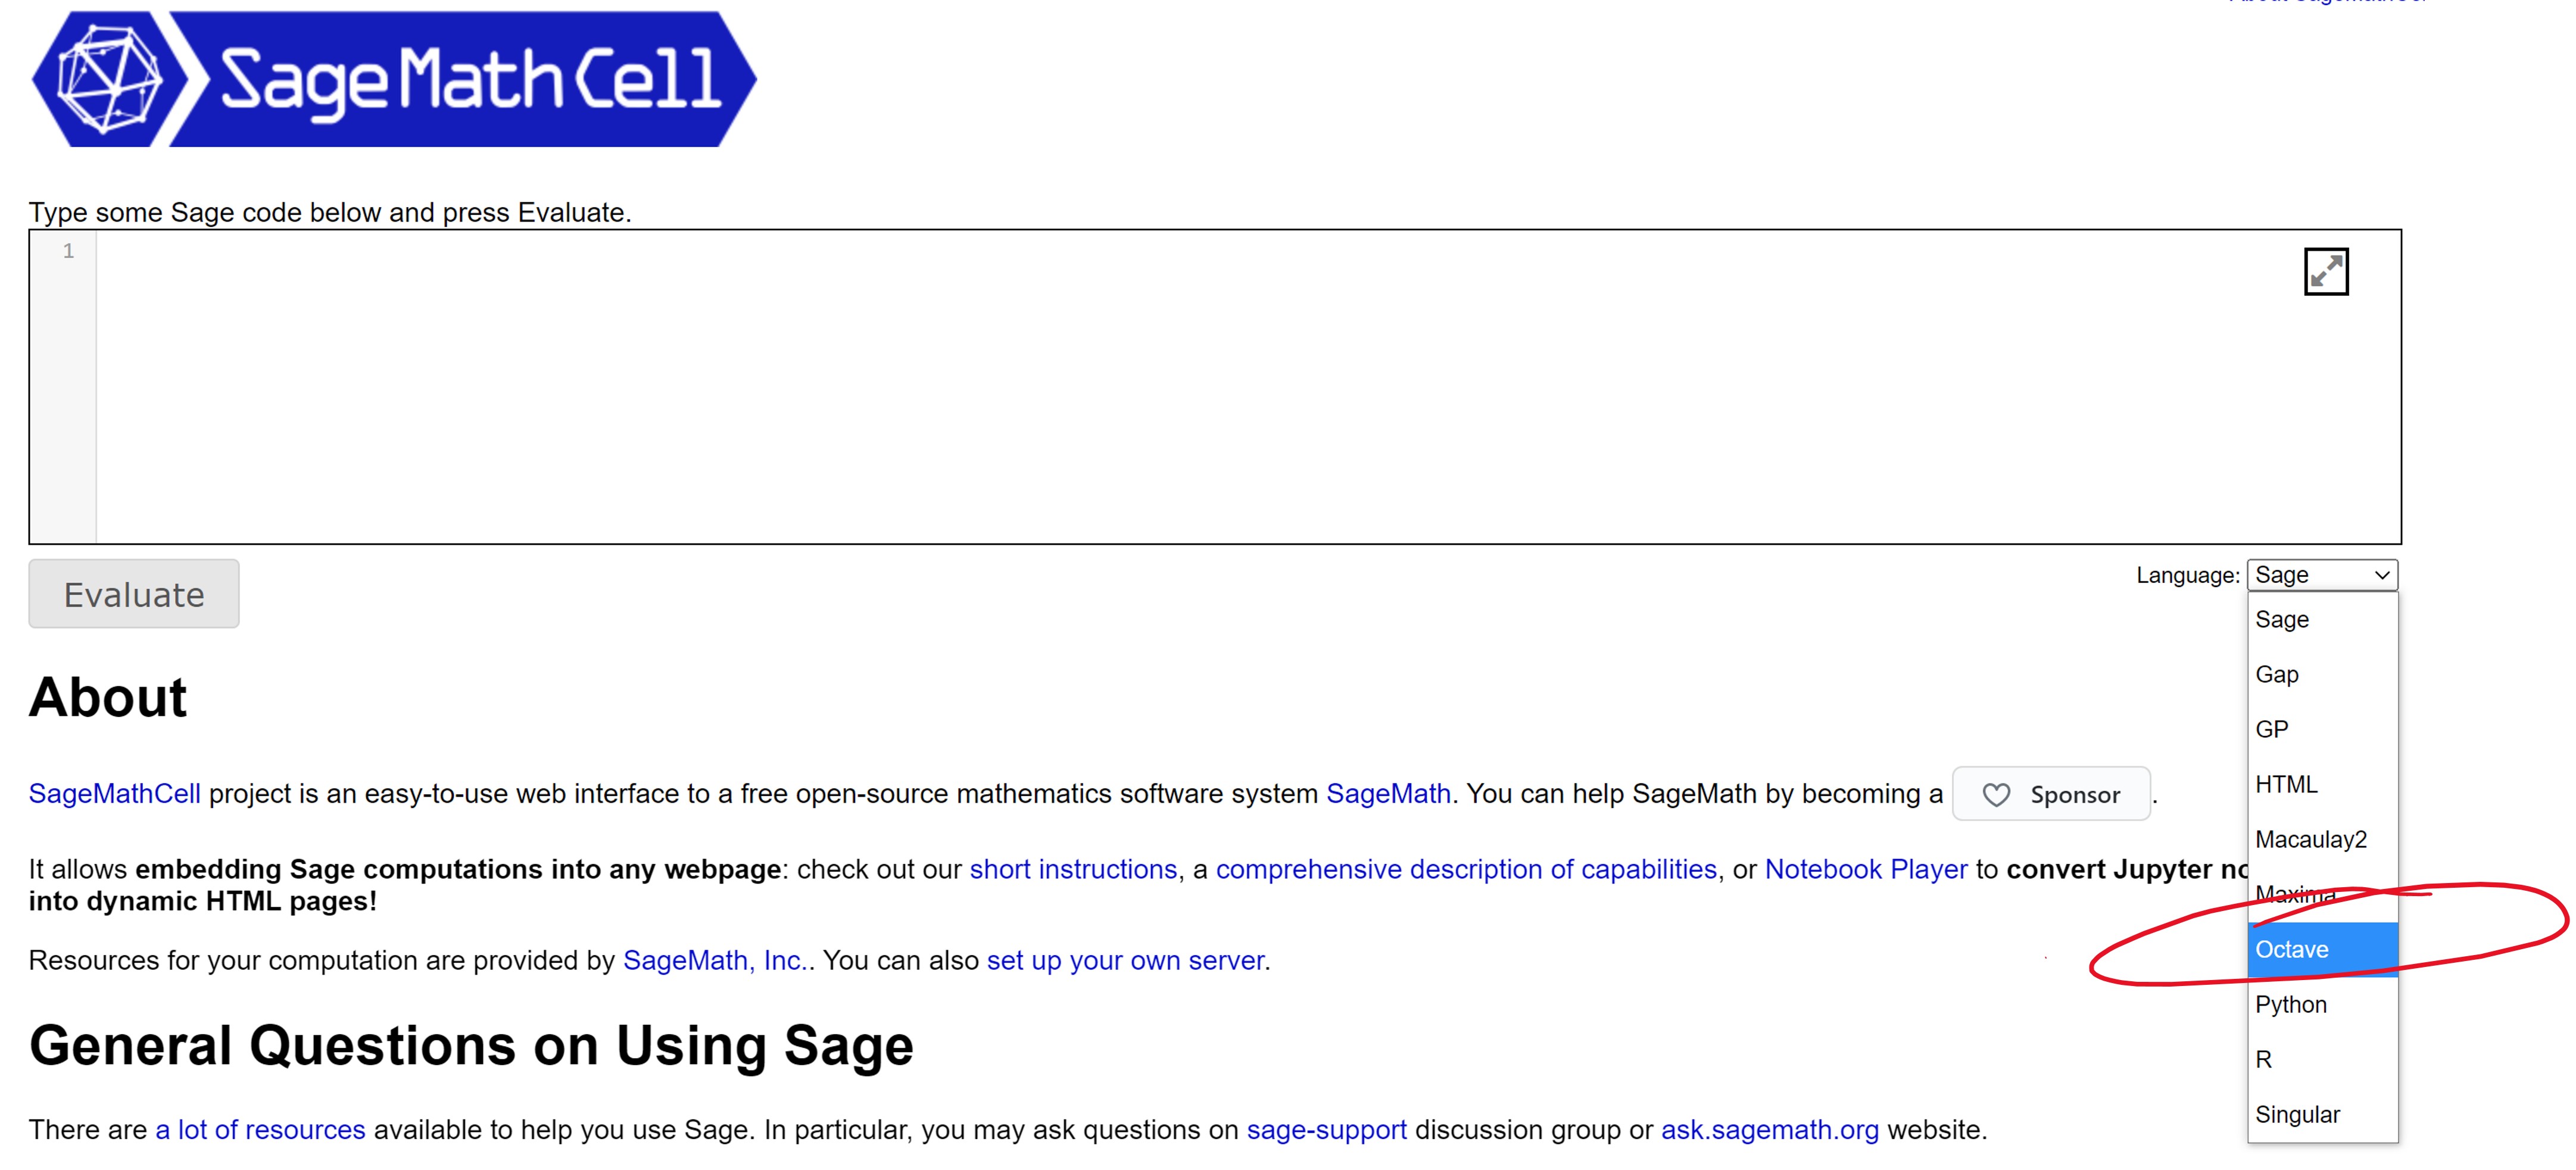 About SageMathCell
SageMathCell
Type some Sage code below and press Evaluate.
1
Evaluate
Language: Sage
Sage
Gap
GP
HTML
Macaulay2
Maxima
Octave
Python
R
Singular
About
SageMathCell project is an easy-to-use web interface to a free open-source mathematics software system SageMath. You can help SageMath by becoming a Sponsor.
It allows embedding Sage computations into any webpage: check out our short instructions, a comprehensive description of capabilities, or Notebook Player to convert Jupyter no
into dynamic HTML pages!
Resources for your computation are provided by SageMath, Inc.. You can also set up your own server.
General Questions on Using Sage
There are a lot of resources available to help you use Sage. In particular, you may ask questions on sage-support discussion group or ask.sagemath.org website.